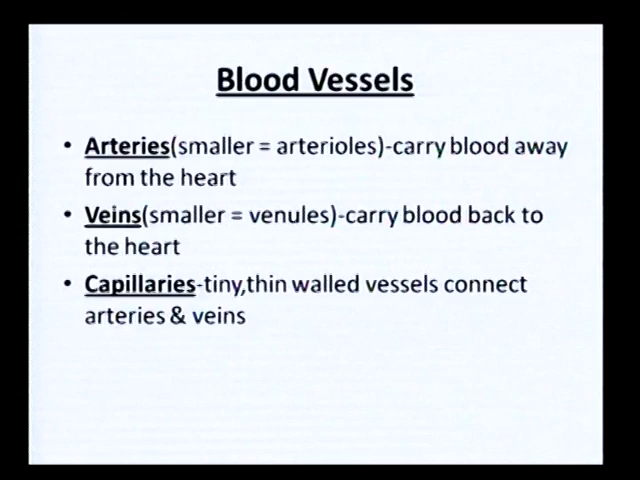 Blood Vessels
• Arteries(smaller = arterioles)-carry blood away
from the heart
• Veins(smaller = venules)-carry blood back to
the heart
• Capillaries-tiny,thin walled vessels connect
arteries & veins